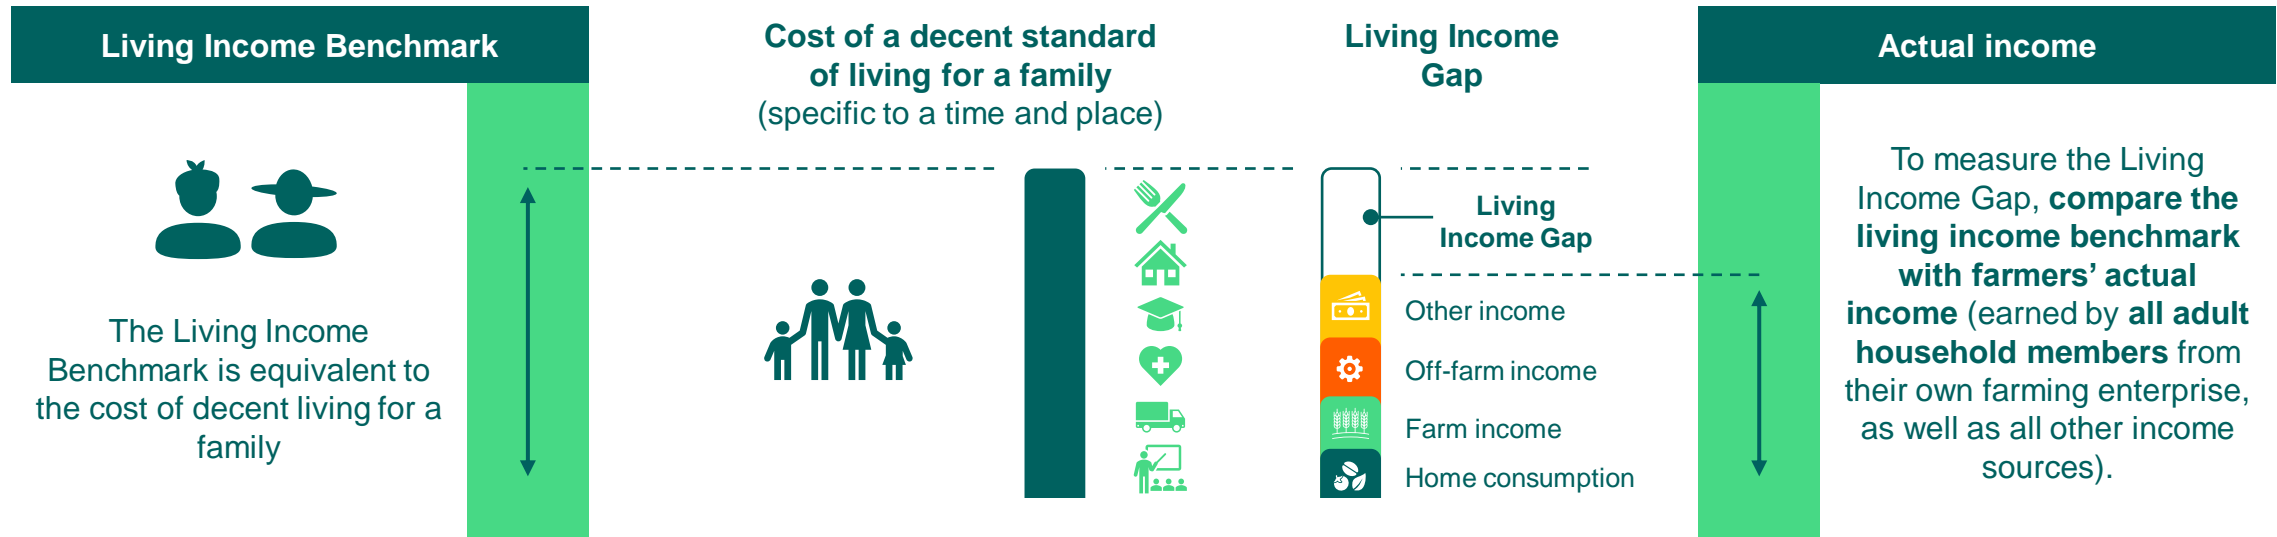 Living Income Benchmark
The Living Income
Benchmark is equivalent to
the cost of decent living for a
family
Cost of a decent standard
of living for a family
(specific to a time and place)
Living Income
Gap
Living
Income Gap
Other income
Off-farm income
Farm income
Home consumption
Actual income
To measure the Living
Income Gap, compare the
living income benchmark
with farmers’ actual
income (earned by all adult
household members from
their own farming enterprise,
as well as all other income
sources).